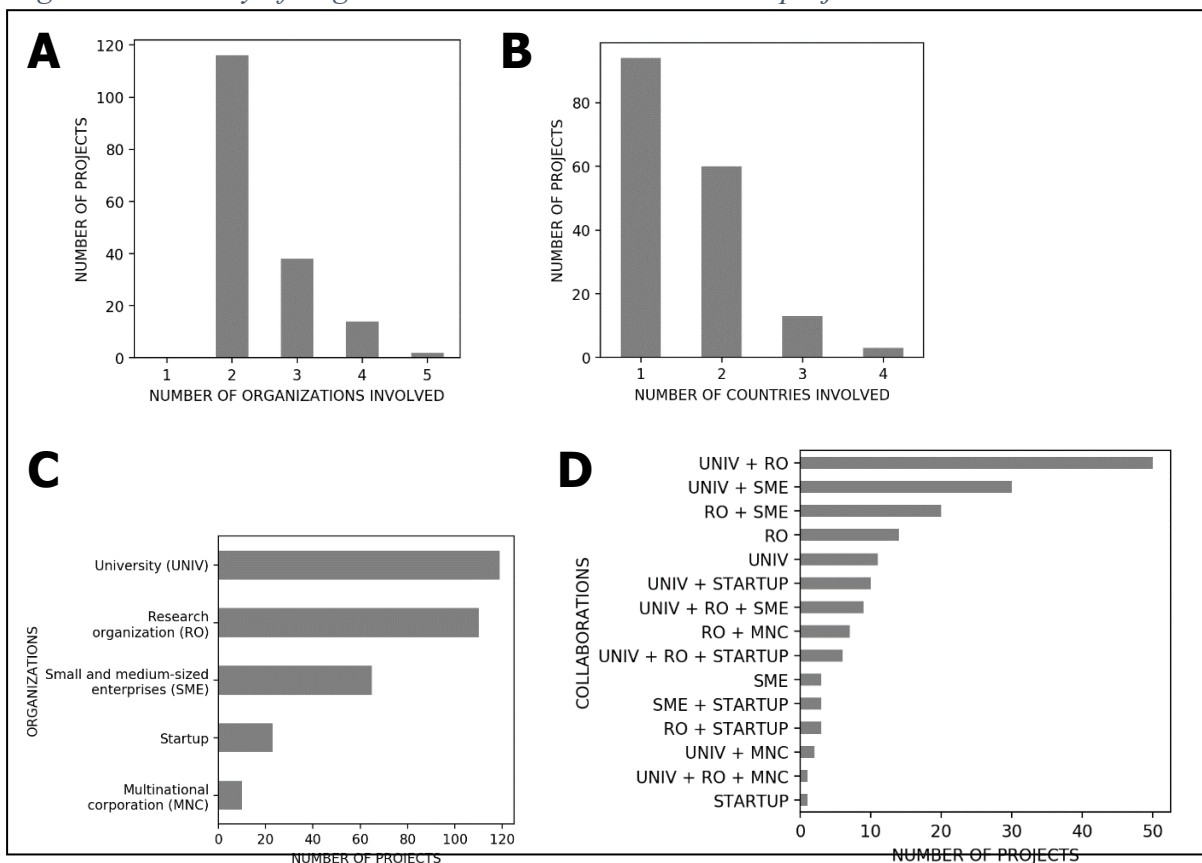 A
120
100
80
60
40
20
0
NUMBER OF PROJECTS
1 2 3 4 5
NUMBER OF ORGANIZATIONS INVOLVED
B
80
60
40
20
0
NUMBER OF PROJECTS
1 2 3 4
NUMBER OF COUNTRIES INVOLVED
C
ORGANIZATIONS
University (UNIV)
Research
organization (RO)
Small and medium-sized
enterprises (SME)
Startup
Multinational
corporation (MNC)
0 20 40 60 80 100 120
NUMBER OF PROJECTS
D
COLLABORATIONS
UNIV + RO
UNIV + SME
RO + SME
RO
UNIV
UNIV + STARTUP
UNIV + RO + SME
RO + MNC
UNIV + RO + STARTUP
SME
SME + STARTUP
RO + STARTUP
UNIV + MNC
UNIV + RO + MNC
STARTUP
0 10 20 30 40 50
NUMBER OF PROJECTS